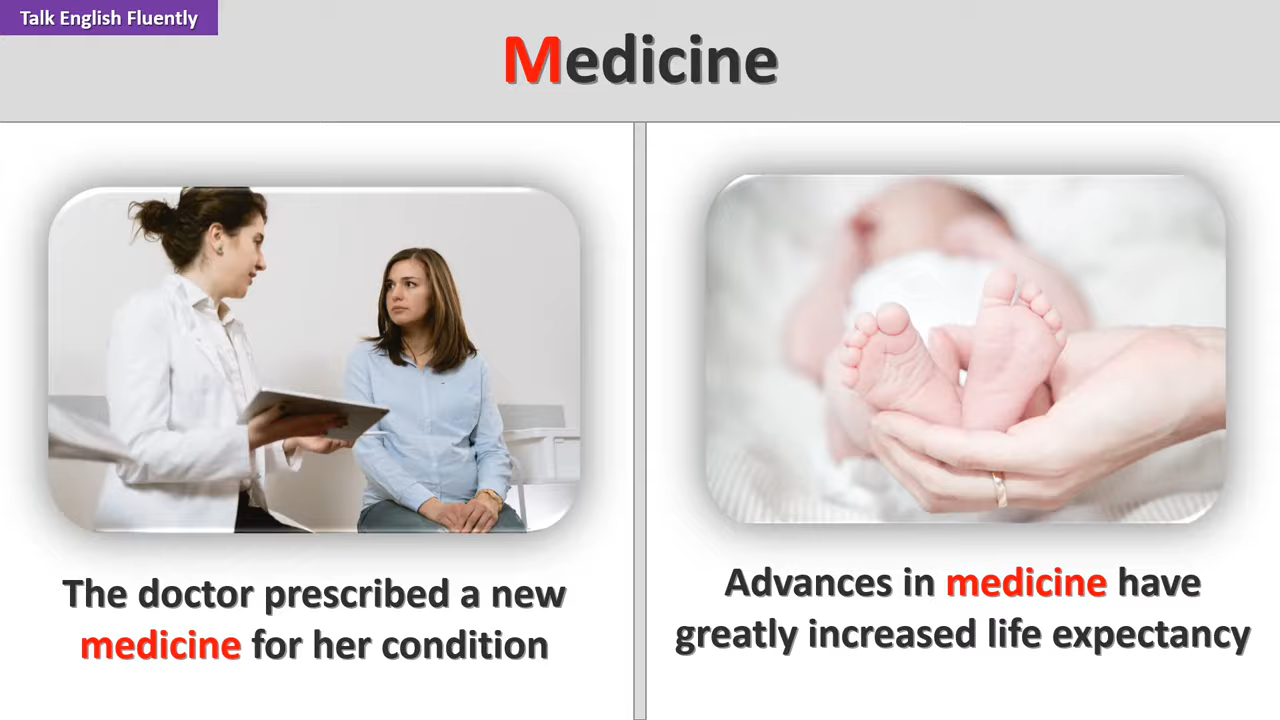 Talk English Fluently
Medicine
The doctor prescribed a new
medicine for her condition
Advances in medicine have
greatly increased life expectancy